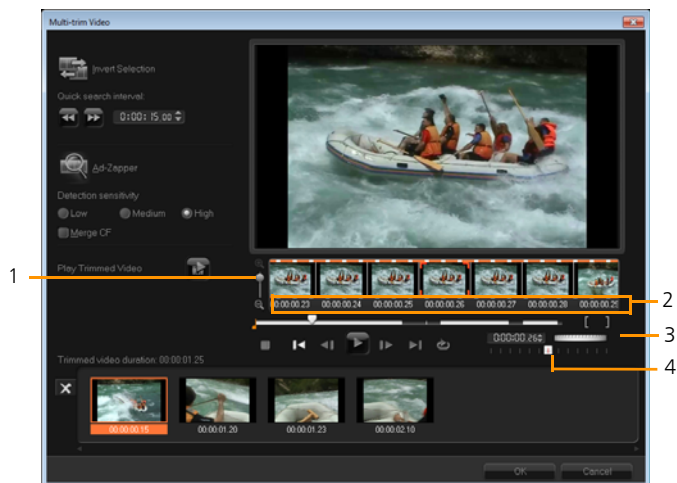 Multi-trim Video
Invert Selection
Quick search interval:
0:00:15.00
Ad-Zapper
Detection sensitivity
Low Medium High
Merge CF
Play Trimmed Video
1
00:00:00.23 00:00:00.24 00:00:00.25 00:00:00.26 00:00:00.27 00:00:00.28 00:00:00.29
2
[ ]
0:00:00.26
3
4
Trimmed video duration: 00:00:01.25
00:00:00.15 00:00:01.20 00:00:01.23 00:00:02.10
OK Cancel